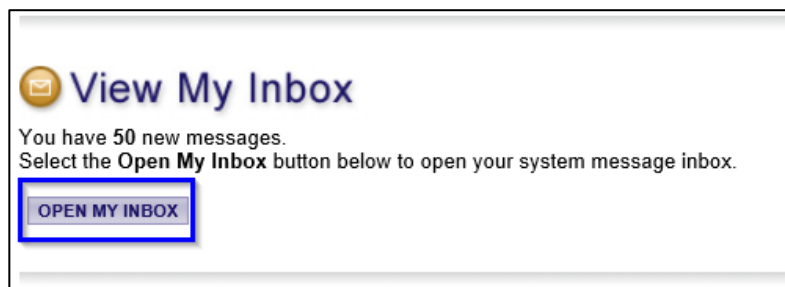 View My Inbox
You have 50 new messages.
Select the Open My Inbox button below to open your system message inbox.
OPEN MY INBOX